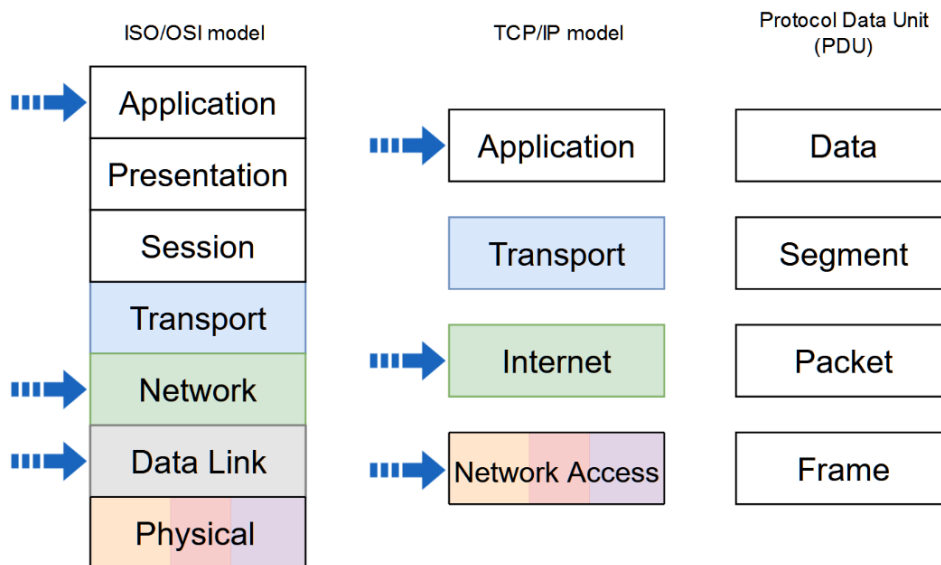 ISO/OSI model
TCP/IP model
Protocol Data Unit
(PDU)
Application
Presentation
Session
Transport
Network
Data Link
Physical
Application
Transport
Internet
Network Access
Data
Segment
Packet
Frame